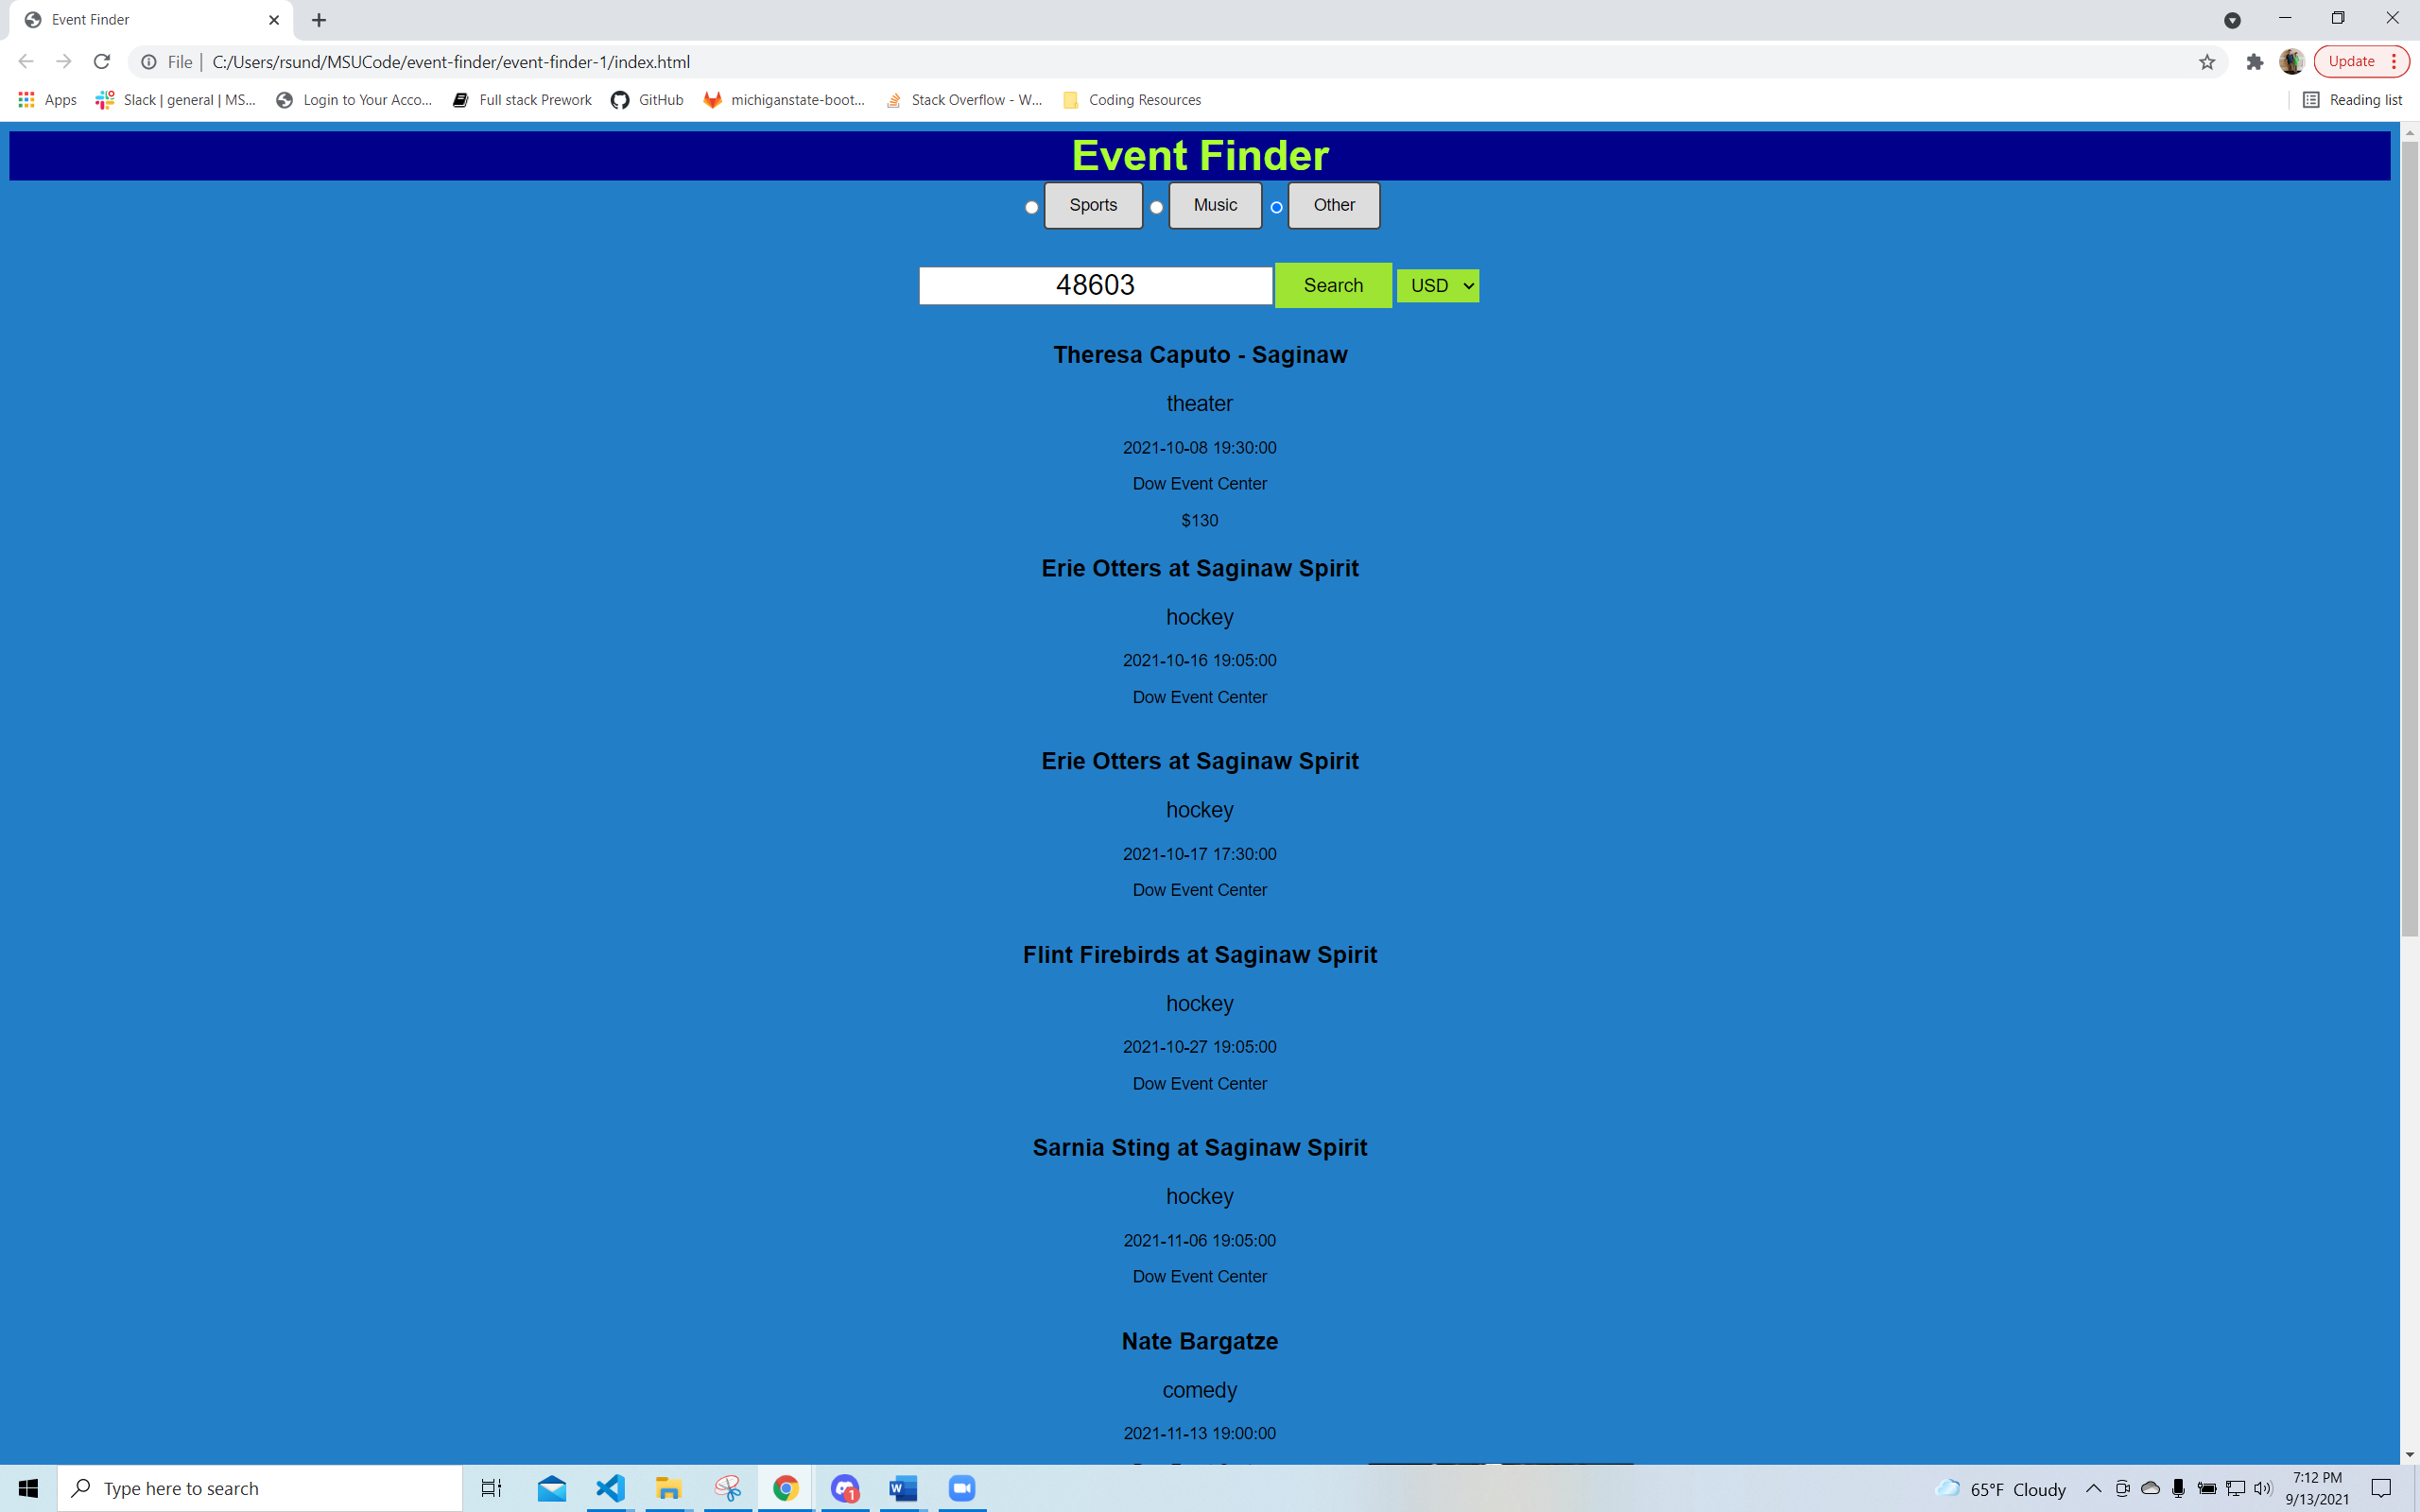 Event Finder
File | C:/Users/rsund/MSUCode/event-finder/event-finder-1/index.html
Update
Apps
Slack | general | MS...
Login to Your Acco...
Full stack Prework
GitHub
michiganstate-boot...
Stack Overflow - W...
Coding Resources
Reading list
Event Finder
Sports
Music
Other
48603
Search
USD
Theresa Caputo - Saginaw
theater
2021-10-08 19:30:00
Dow Event Center
$130
Erie Otters at Saginaw Spirit
hockey
2021-10-16 19:05:00
Dow Event Center
Erie Otters at Saginaw Spirit
hockey
2021-10-17 17:30:00
Dow Event Center
Flint Firebirds at Saginaw Spirit
hockey
2021-10-27 19:05:00
Dow Event Center
Sarnia Sting at Saginaw Spirit
hockey
2021-11-06 19:05:00
Dow Event Center
Nate Bargatze
comedy
2021-11-13 19:00:00
Type here to search
1
W
65°F Cloudy
7:12 PM
9/13/2021